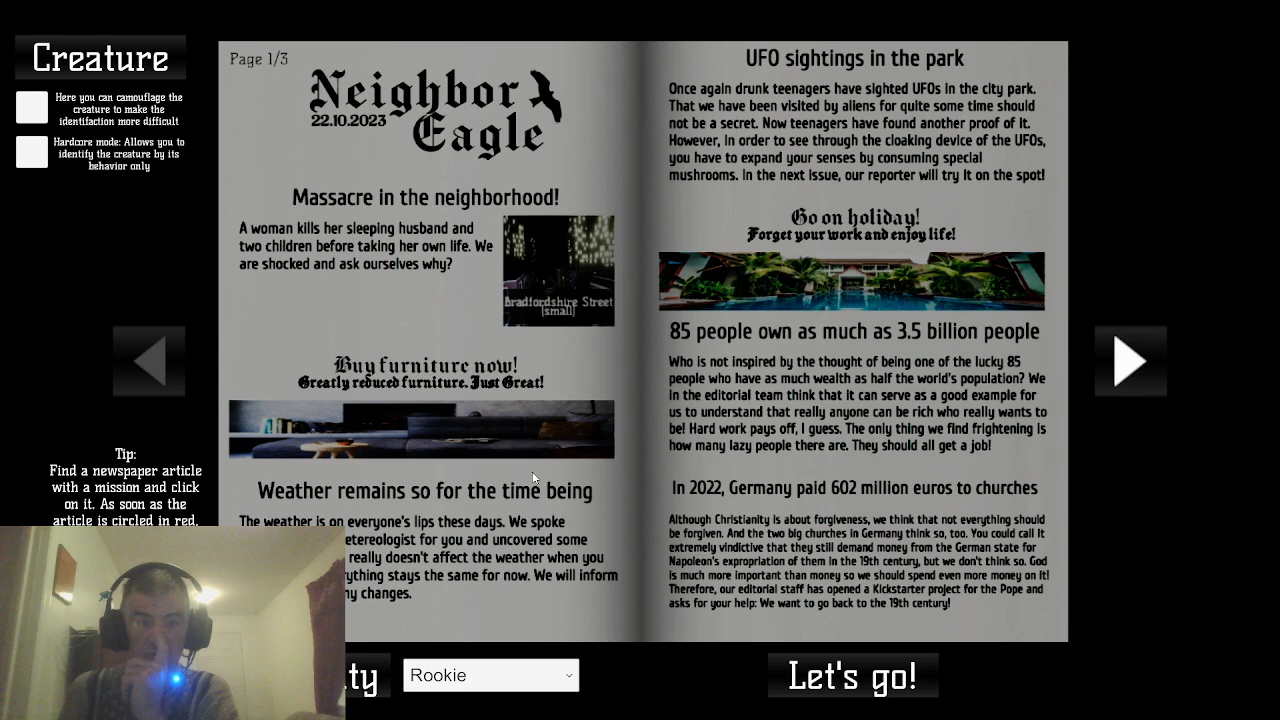 Creature
Here you can camouflage the
creature to make the
identifaction more difficult
Hardcore mode: Allows you to
identify the creature by its
behavior only
Tip:
Find a newspaper article
with a mission and click
on it. As soon as the
article is circled in red,
Page 1/3
Neighbor
22.10.2023
Eagle
Massacre in the neighborhood!
A woman kills her sleeping husband and
two children before taking her own life. We
are shocked and ask ourselves why?
Bradfordshire Street
(small)
Buy furniture now!
Greatly reduced furniture. Just Great!
Weather remains so for the time being
The weather is on everyone's lips these days. We spoke
etereologist for you and uncovered some
really doesn't affect the weather when you
rything stays the same for now. We will inform
ny changes.
UFO sightings in the park
Once again drunk teenagers have sighted UFOs in the city park.
That we have been visited by aliens for quite some time should
not be a secret. Now teenagers have found another proof of it.
However, in order to see through the cloaking device of the UFOs,
you have to expand your senses by consuming special
mushrooms. In the next issue, our reporter will try it on the spot!
Go on holiday!
Forget your work and enjoy life!
85 people own as much as 3.5 billion people
Who is not inspired by the thought of being one of the lucky 85
people who have as much wealth as half the world's population? We
in the editorial team think that it can serve as a good example for
us to understand that really anyone can be rich who really wants to
be! Hard work pays off, I guess. The only thing we find frightening is
how many lazy people there are. They should all get a job!
In 2022, Germany paid 602 million euros to churches
Although Christianity is about forgiveness, we think that not everything should
be forgiven. And the two big churches in Germany think so, too. You could call it
extremely vindictive that they still demand money from the German state for
Napoleon's expropriation of them in the 19th century, but we don't think so. God
is much more important than money so we should spend even more money on it!
Therefore, our editorial staff has opened a Kickstarter project for the Pope and
asks for your help: We want to go back to the 19th century!
ty
Rookie
Let's go!